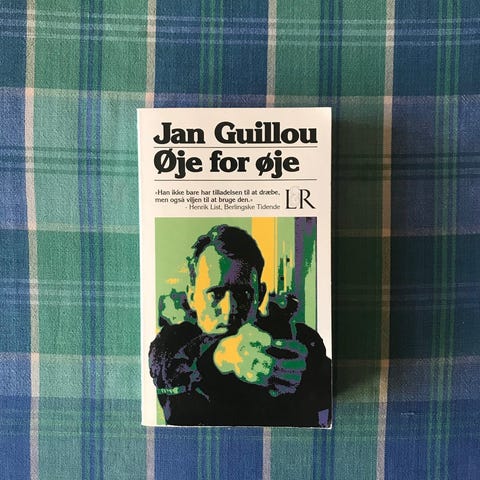 Jan Guillou
Øje for øje
»Han ikke bare har tilladelsen til at dræbe,
men også viljen til at bruge den.«
- Henrik List, Berlingske Tidende
L&R